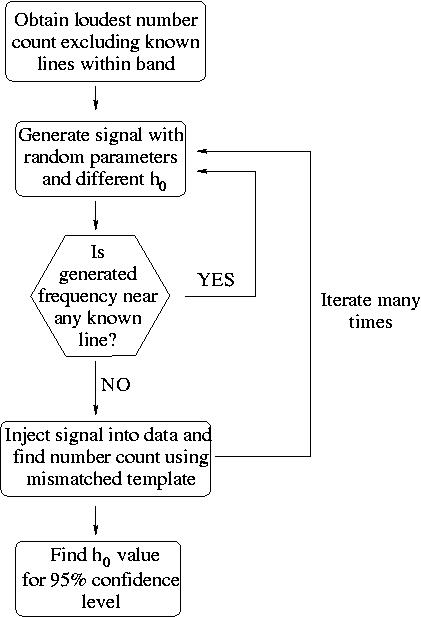 Obtain loudest number
count excluding known
lines within band
Generate signal with
random parameters
and different h₀
Is
generated
frequency near
any known
line?
YES
Iterate many
times
NO
Inject signal into data and
find number count using
mismatched template
Find h₀ value
for 95% confidence
level